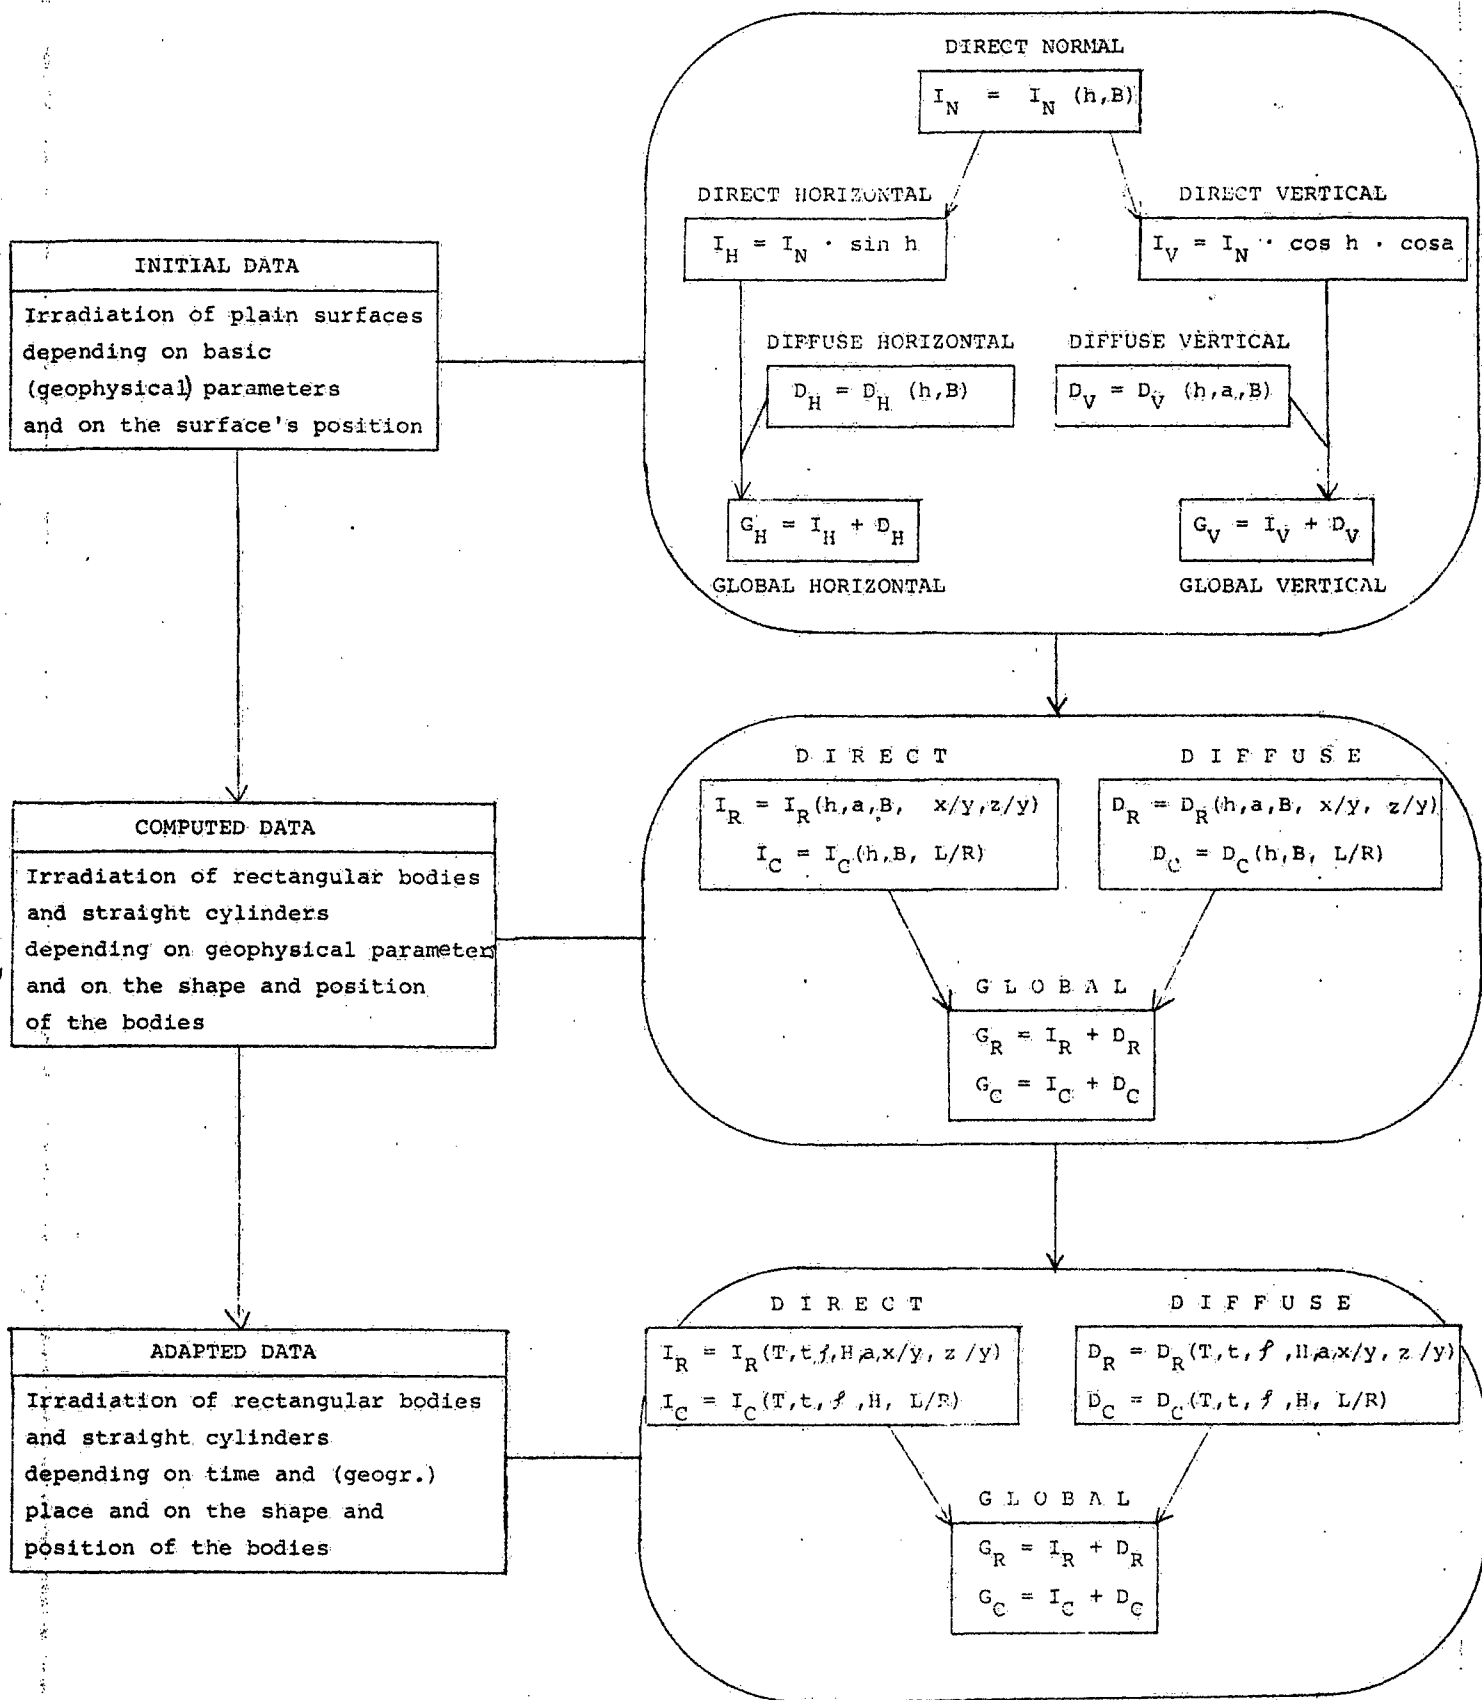 DIRECT NORMAL
I_N = I_N (h,B)
DIRECT HORIZONTAL
I_H = I_N · sin h
DIRECT VERTICAL
I_V = I_N · cos h · cosa
DIFFUSE HORIZONTAL
D_H = D_H (h,B)
DIFFUSE VERTICAL
D_V = D_V (h,a,B)
G_H = I_H + D_H
GLOBAL HORIZONTAL
G_V = I_V + D_V
GLOBAL VERTICAL
INITIAL DATA
Irradiation of plain surfaces
depending on basic
(geophysical) parameters
and on the surface's position
COMPUTED DATA
Irradiation of rectangular bodies
and straight cylinders
depending on geophysical parameters
and on the shape and position
of the bodies
DIRECT
I_R = I_R(h,a,B, x/y,z/y)
I_C = I_C(h,B, L/R)
DIFFUSE
D_R = D_R(h,a,B, x/y, z/y)
D_C = D_C(h,B, L/R)
GLOBAL
G_R = I_R + D_R
G_C = I_C + D_C
ADAPTED DATA
Irradiation of rectangular bodies
and straight cylinders
depending on time and (geogr.)
place and on the shape and
position of the bodies
DIRECT
I_R = I_R(T,t, ,H,a,x/y, z/y)
I_C = I_C(T,t, ,H, L/R)
DIFFUSE
D_R = D_R(T,t, ,H,a,x/y, z/y)
D_C = D_C(T,t, ,H, L/R)
GLOBAL
G_R = I_R + D_R
G_C = I_C + D_C